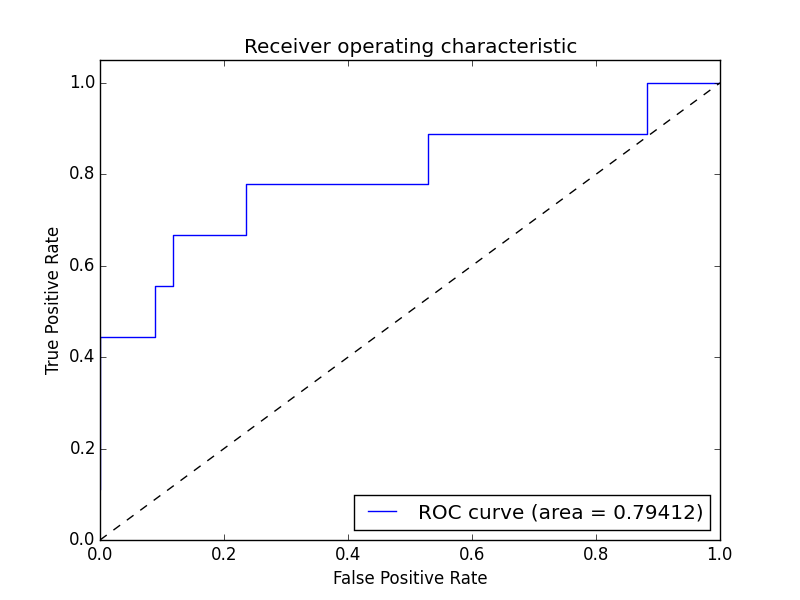 Receiver operating characteristic
True Positive Rate
1.0
0.8
0.6
0.4
0.2
0.0
ROC curve (area = 0.79412)
0.0 0.2 0.4 0.6 0.8 1.0
False Positive Rate